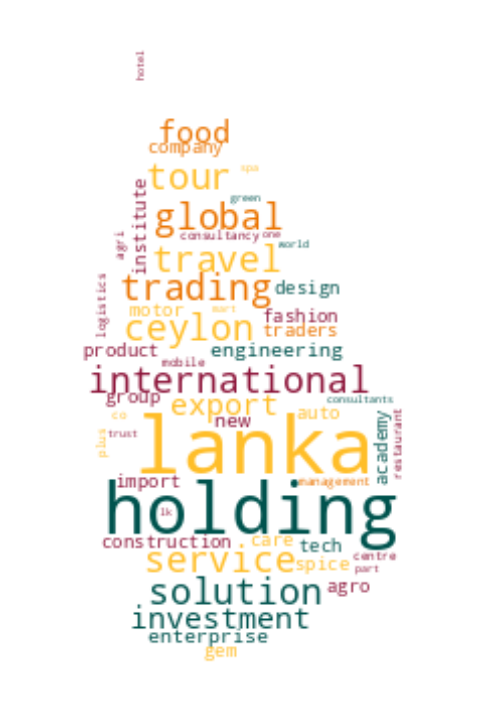 hotel
food
company
tour
spa
institute
green
global
agri
consultancy
one
world
travel
logistics
trading
design
motor
mart
ceylon
fashion
traders
product
engineering
mobile
international
group
export
consultants
co
new
auto
plus
trust
lanka
academy
restaurant
import
management
holding
lk
construction
.
care
tech
service
spice
centre
part
solution
agro
investment
enterprise
gem